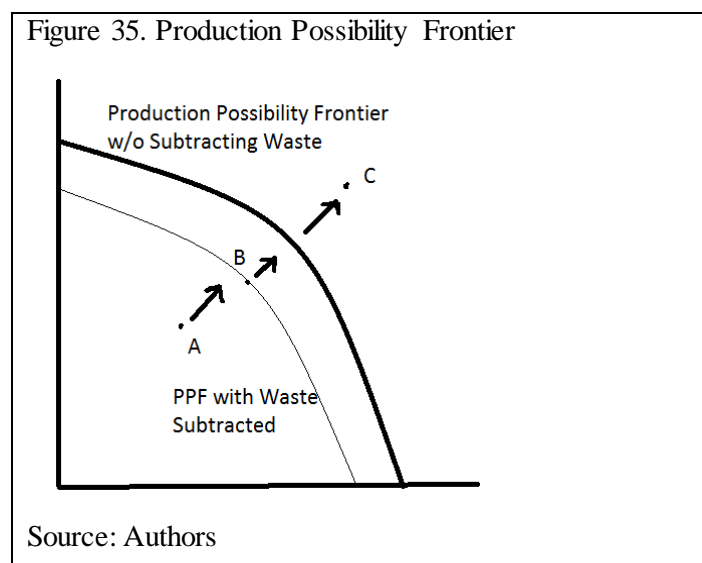 Figure 35. Production Possibility Frontier
Production Possibility Frontier
w/o Subtracting Waste
C
B
A
PPF with Waste
Subtracted
Source: Authors